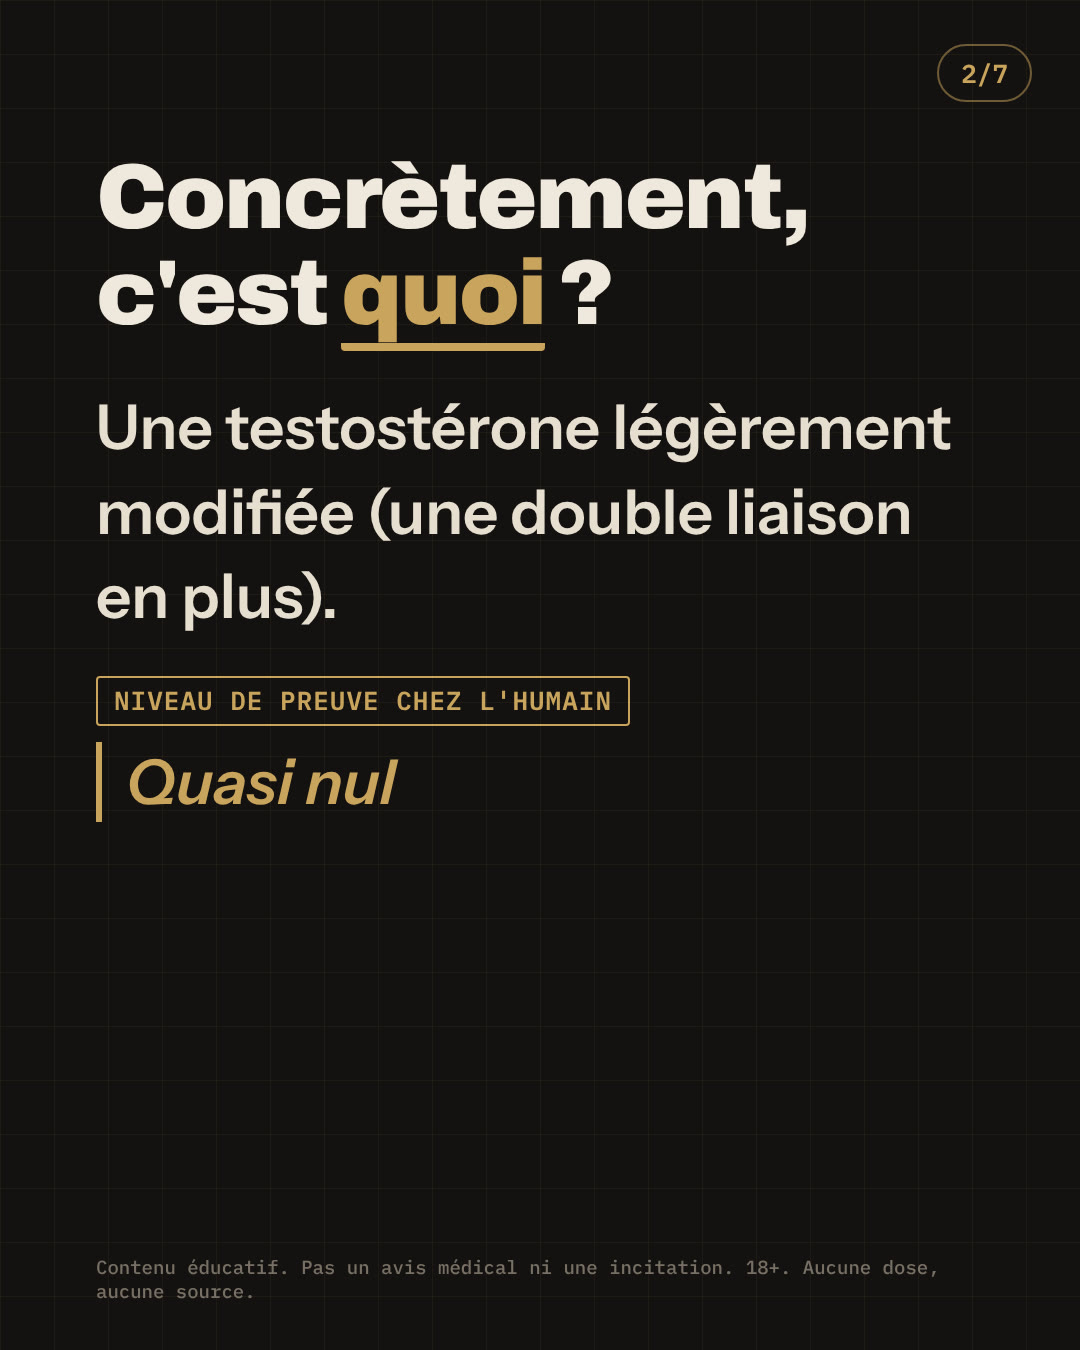 2/7
Concrètement,
c'est quoi ?
Une testostérone légèrement
modifiée (une double liaison
en plus).
NIVEAU DE PREUVE CHEZ L'HUMAIN
Quasi nul
Contenu éducatif. Pas un avis médical ni une incitation. 18+. Aucune dose,
aucune source.